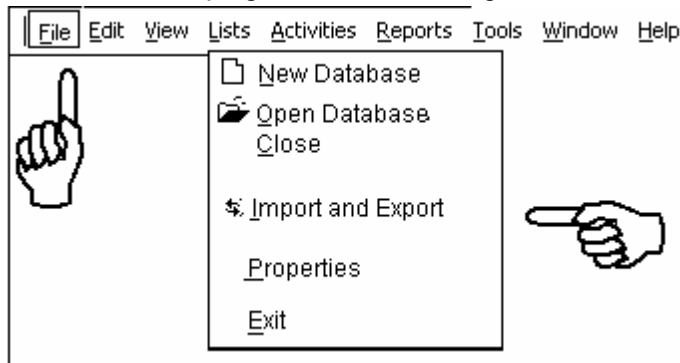 File Edit View Lists Activities Reports Tools Window Help
New Database
Open Database
Close
Import and Export
Properties
Exit